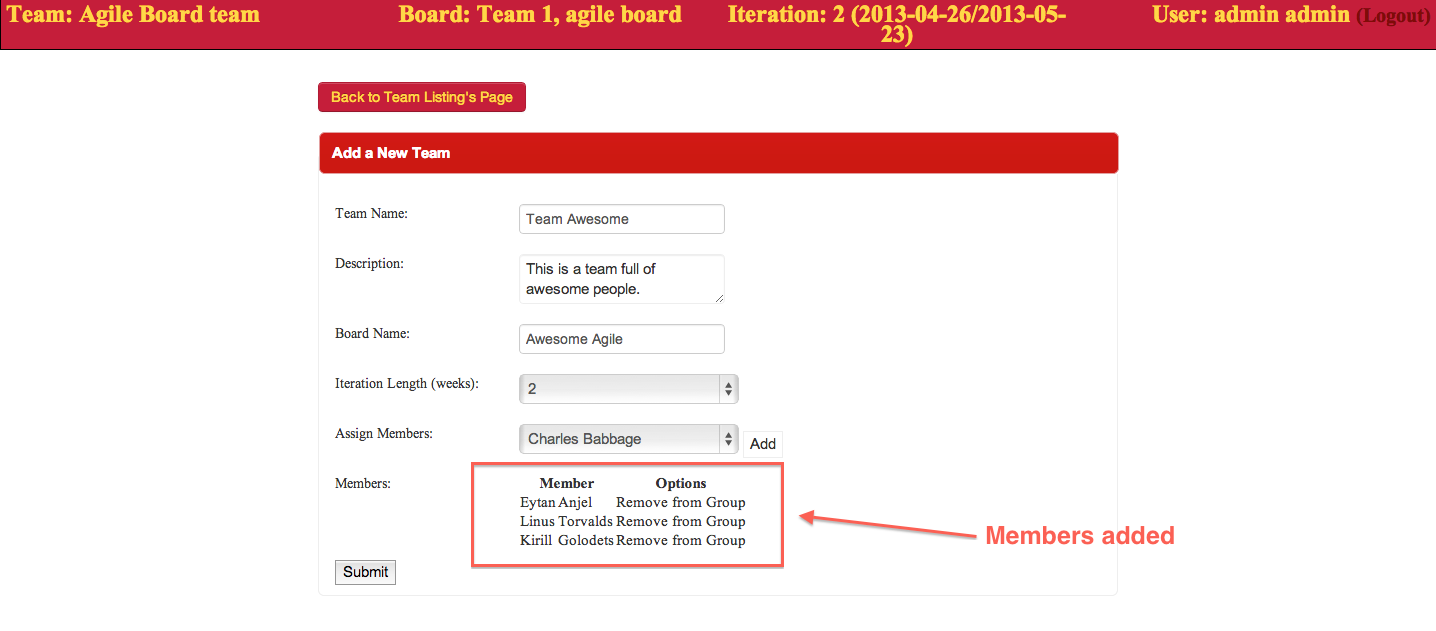 Team: Agile Board team
Board: Team 1, agile board
Iteration: 2 (2013-04-26/2013-05-
23)
User: admin admin (Logout)
Back to Team Listing's Page
Add a New Team
Team Name:
Team Awesome
Description:
This is a team full of
awesome people.
Board Name:
Awesome Agile
Iteration Length (weeks):
2
Assign Members:
Charles Babbage
Add
Members:
Member Options
Eytan Anjel Remove from Group
Linus Torvalds Remove from Group
Kirill Golodets Remove from Group
Members added
Submit